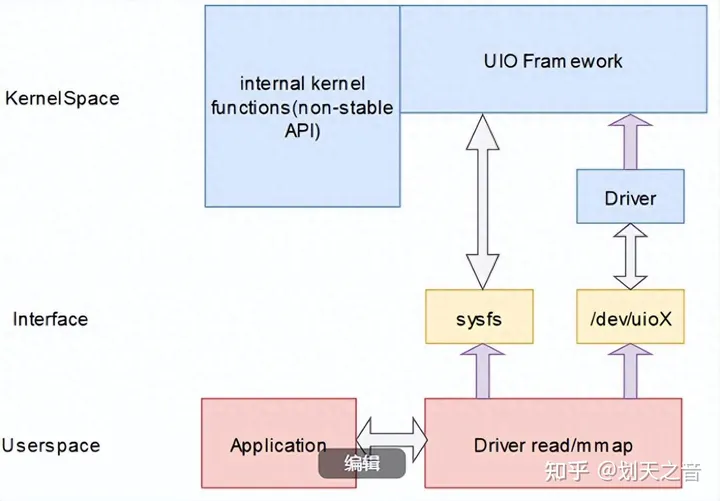 KernelSpace
internal kernel
functions(non-stable
API)
UIO Framework
Driver
Interface
sysfs
/dev/uioX
Userspace
Application
Driver read/mmap
编辑
知乎 @划天之音